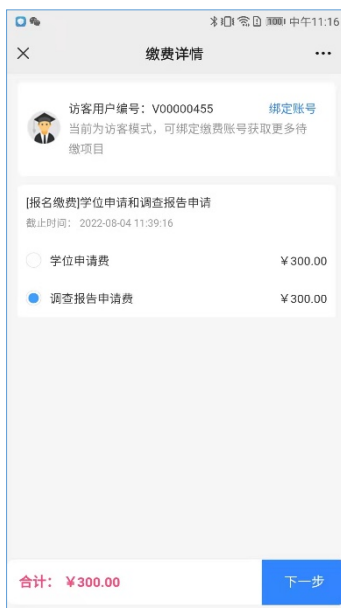 中午11:16
缴费详情
访客用户编号：V00000455 绑定账号
当前为访客模式，可绑定缴费账号获取更多待
缴项目
[报名缴费]学位申请和调查报告申请
截止时间： 2022-08-04 11:39:16
学位申请费 ￥300.00
调查报告申请费 ￥300.00
合计： ￥300.00 下一步